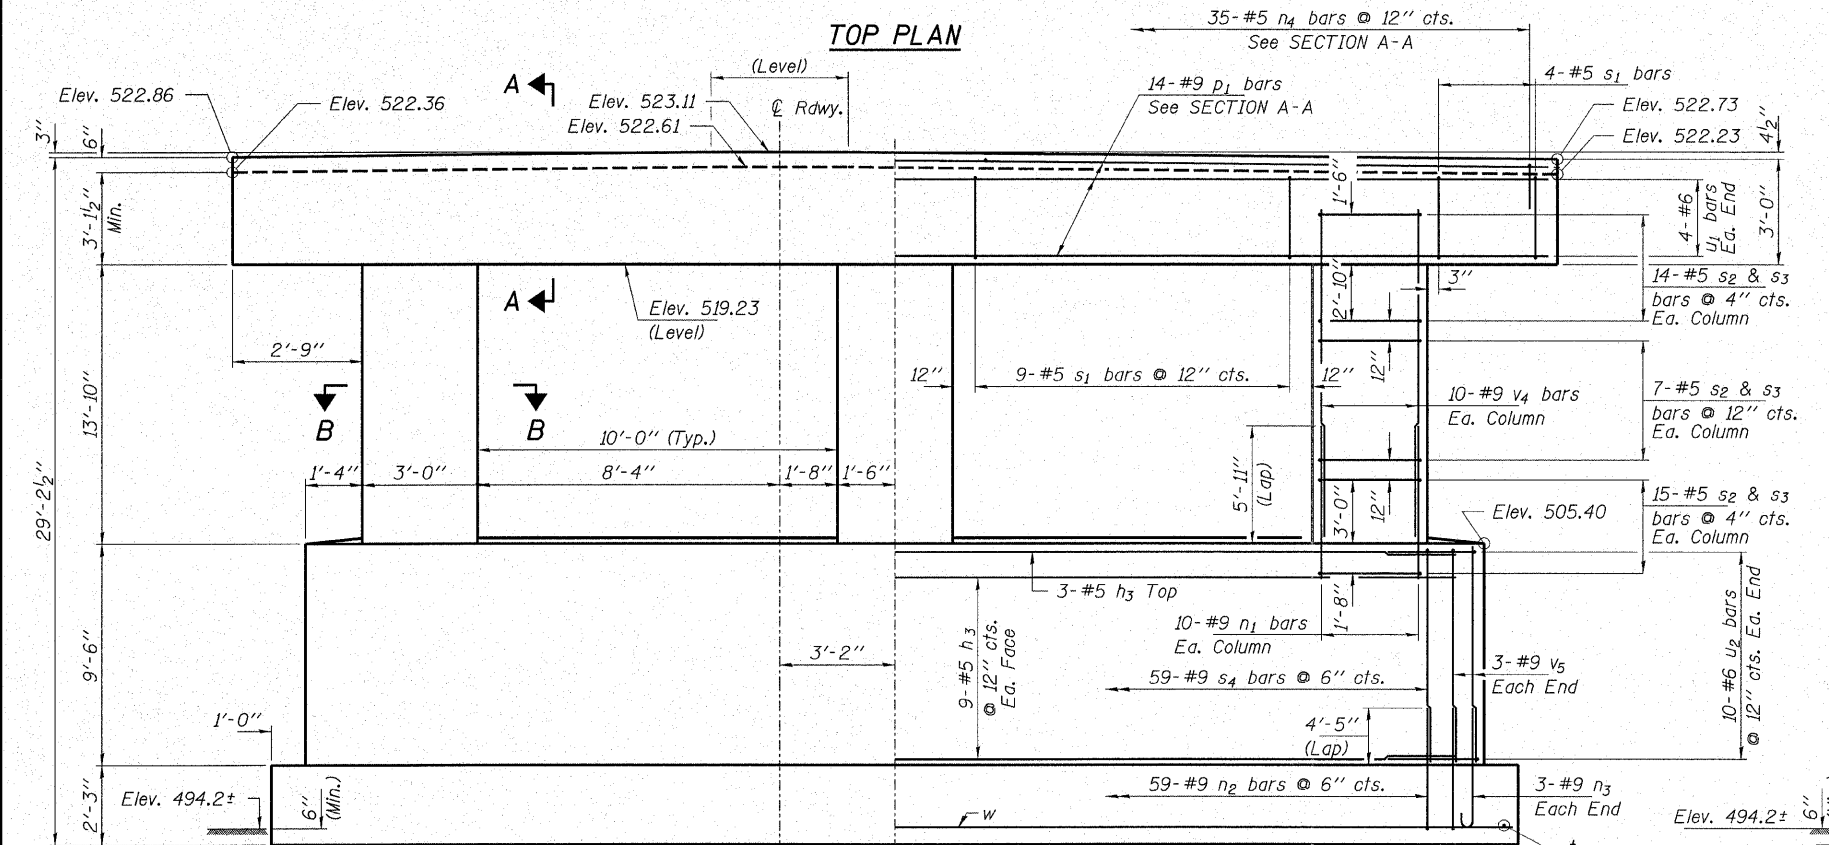 TOP PLAN
35-#5 n4 bars @ 12" cts.
See SECTION A-A
(Level)
A
14-#9 p1 bars
See SECTION A-A
4-#5 s1 bars
Elev. 522.86
Elev. 522.36
Elev. 523.11
Elev. 522.61
℄ Rdwy.
Elev. 522.73
Elev. 522.23
3"
6"
4½"
3'-1½"
Min.
1'-6"
4-#6
u1 bars
Ea. End
3'-0"
A
Elev. 519.23
(Level)
2'-10"
3"
14-#5 s2 & s3
bars @ 4" cts.
Ea. Column
2'-9"
12"
9-#5 s1 bars @ 12" cts.
12"
12"
B
B
10-#9 v4 bars
Ea. Column
7-#5 s2 & s3
bars @ 12" cts.
Ea. Column
13'-10"
10'-0" (Typ.)
1'-4"
3'-0"
8'-4"
1'-8"
1'-6"
5'-11"
(Lap)
3'-0"
12"
15-#5 s2 & s3
bars @ 4" cts.
Ea. Column
Elev. 505.40
29'-2½"
3-#5 h3 Top
1'-8"
10-#9 n1 bars
Ea. Column
9-#5 h3
@ 12" cts.
Ea. Face
10-#6 u2 bars
@ 12" cts. Ea. End
9'-6"
3'-2"
59-#9 s4 bars @ 6" cts.
3-#9 v5
Each End
1'-0"
4'-5"
(Lap)
2'-3"
Elev. 494.2±
6"
(Min.)
59-#9 n2 bars @ 6" cts.
3-#9 n3
Each End
w
Elev. 494.2±
6"
t